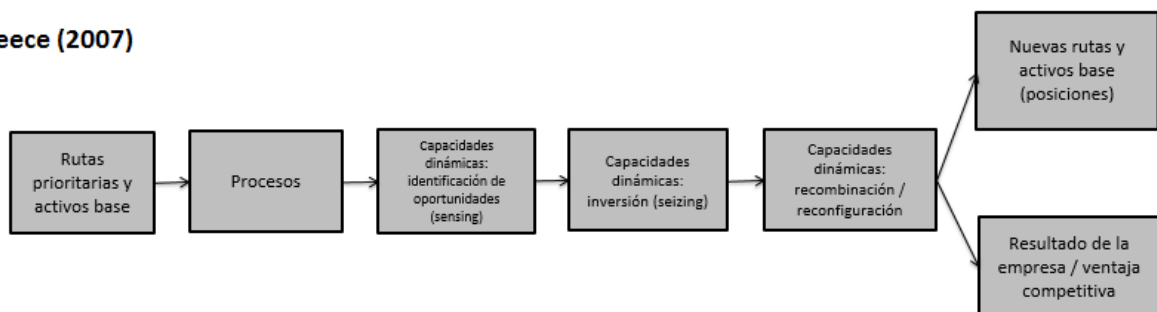 eece (2007)
Rutas
prioritarias y
activos base
Procesos
Capacidades
dinámicas:
identificación de
oportunidades
(sensing)
Capacidades
dinámicas:
inversión (seizing)
Capacidades
dinámicas:
recombinación /
reconfiguración
Nuevas rutas y
activos base
(posiciones)
Resultado de la
empresa / ventaja
competitiva